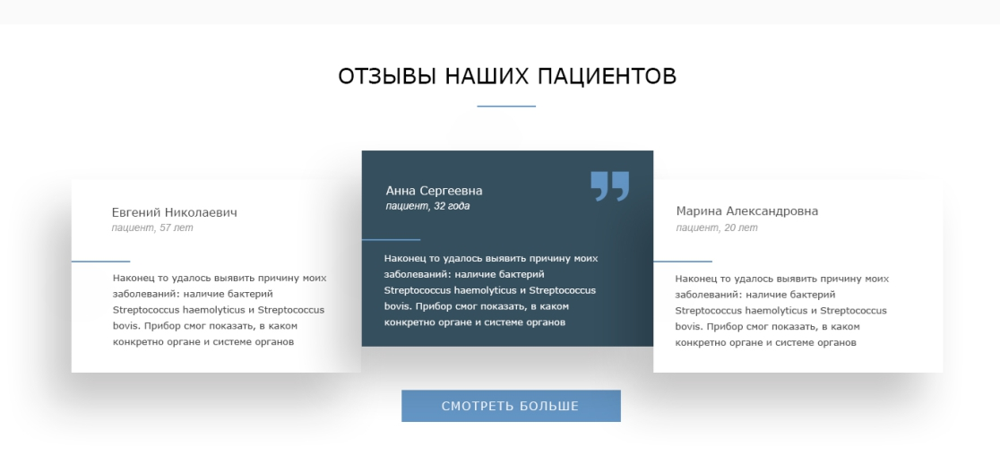 ОТЗЫВЫ НАШИХ ПАЦИЕНТОВ
Евгений Николаевич
пациент, 57 лет
Наконец то удалось выявить причину моих
заболеваний: наличие бактерий
Streptococcus haemolyticus и Streptococcus
bovis. Прибор смог показать, в каком
конкретно органе и системе органов
Анна Сергеевна
пациент, 32 года
Наконец то удалось выявить причину моих
заболеваний: наличие бактерий
Streptococcus haemolyticus и Streptococcus
bovis. Прибор смог показать, в каком
конкретно органе и системе органов
Марина Александровна
пациент, 20 лет
Наконец то удалось выявить причину моих
заболеваний: наличие бактерий
Streptococcus haemolyticus и Streptococcus
bovis. Прибор смог показать, в каком
конкретно органе и системе органов
СМОТРЕТЬ БОЛЬШЕ